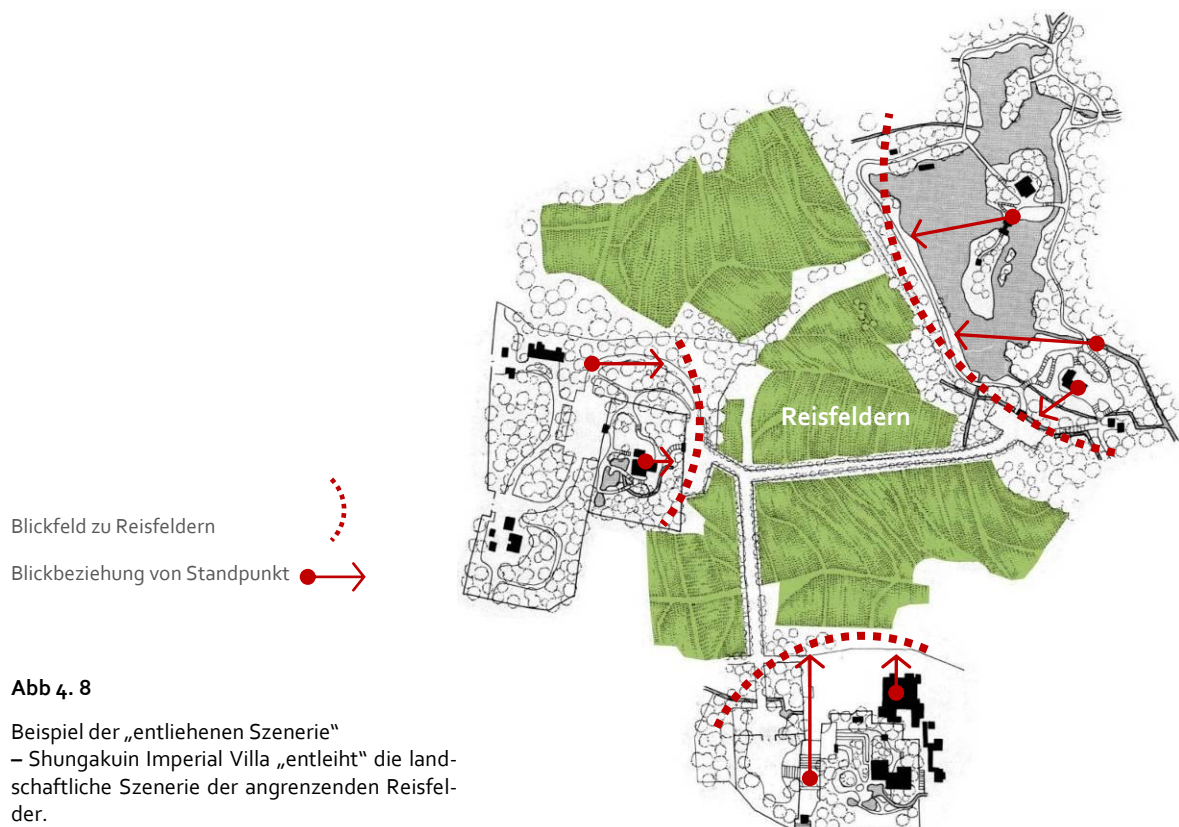 Reisfeldern
Blickfeld zu Reisfeldern
Blickbeziehung von Standpunkt
Abb 4. 8
Beispiel der „entliehenen Szenerie“
– Shungakuin Imperial Villa „entleiht“ die land-
schaftliche Szenerie der angrenzenden Reisfel-
der.